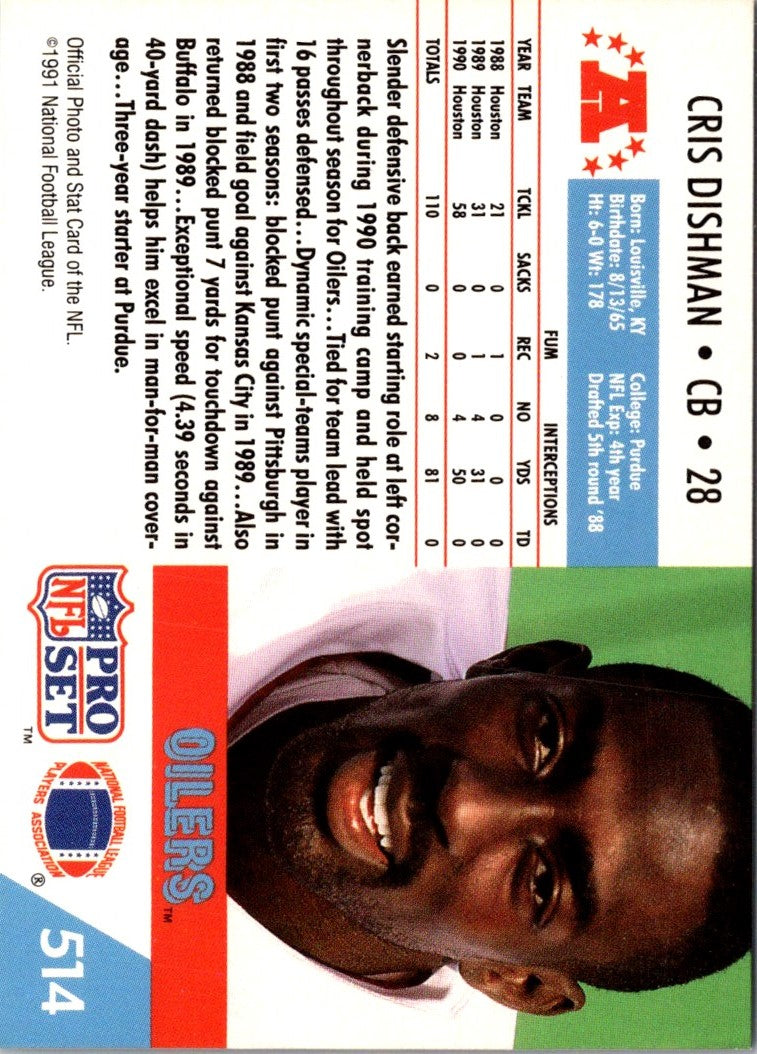 CRIS DISHMAN • CB • 28
A
Born: Louisville, KY College: Purdue
Birthdate: 8/13/65 NFL Exp: 4th year
Ht: 6-0 Wt: 178 Drafted 5th round '88
FUM INTERCEPTIONS
YEAR TEAM TCKL SACKS REC NO YDS TD
1988 Houston 21 0 1 0 0 0
1989 Houston 31 0 1 4 31 0
1990 Houston 58 0 0 4 50 0
TOTALS 110 0 2 8 81 0
Slender defensive back earned starting role at left cor-
nerback during 1990 training camp and held spot
throughout season for Oilers...Tied for team lead with
16 passes defensed...Dynamic special-teams player in
first two seasons: blocked punt against Pittsburgh in
1988 and field goal against Kansas City in 1989...Also
returned blocked punt 7 yards for touchdown against
Buffalo in 1989...Exceptional speed (4.39 seconds in
40-yard dash) helps him excel in man-for-man cover-
age...Three-year starter at Purdue.
Official Photo and Stat Card of the NFL.
©1991 National Football League.
OILERS™
NFL PRO SET™
NATIONAL FOOTBALL LEAGUE
PLAYERS ASSOCIATION®
514